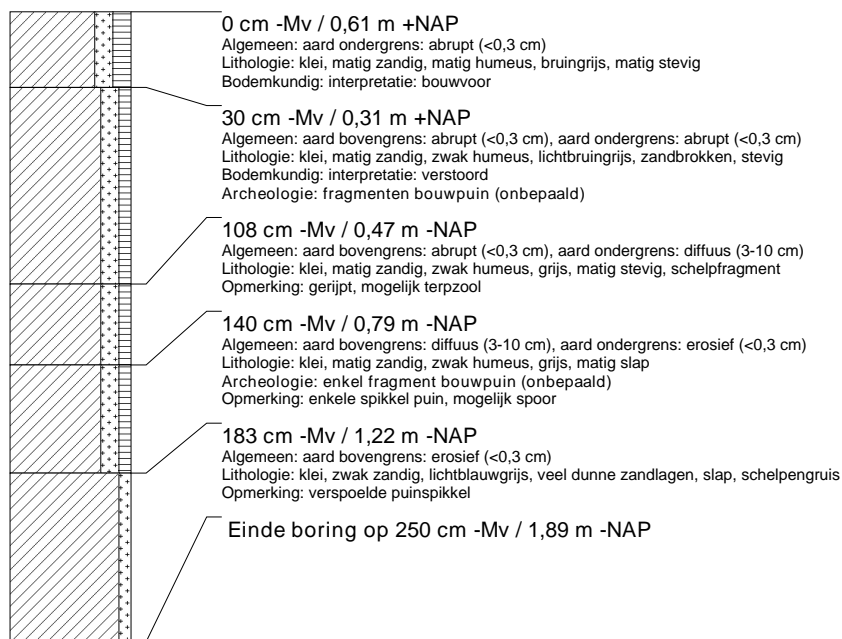 0 cm -Mv / 0,61 m +NAP
Algemeen: aard ondergrens: abrupt (<0,3 cm)
Lithologie: klei, matig zandig, matig humeus, bruingrijs, matig stevig
Bodemkundig: interpretatie: bouwvoor
30 cm -Mv / 0,31 m +NAP
Algemeen: aard bovengrens: abrupt (<0,3 cm), aard ondergrens: abrupt (<0,3 cm)
Lithologie: klei, matig zandig, zwak humeus, lichtbruingrijs, zandbrokken, stevig
Bodemkundig: interpretatie: verstoord
Archeologie: fragmenten bouwpuin (onbepaald)
108 cm -Mv / 0,47 m -NAP
Algemeen: aard bovengrens: abrupt (<0,3 cm), aard ondergrens: diffuus (3-10 cm)
Lithologie: klei, matig zandig, zwak humeus, grijs, matig stevig, schelpfragment
Opmerking: gerijpt, mogelijk terpzool
140 cm -Mv / 0,79 m -NAP
Algemeen: aard bovengrens: diffuus (3-10 cm), aard ondergrens: erosief (<0,3 cm)
Lithologie: klei, matig zandig, zwak humeus, grijs, matig slap
Archeologie: enkel fragment bouwpuin (onbepaald)
Opmerking: enkele spikkel puin, mogelijk spoor
183 cm -Mv / 1,22 m -NAP
Algemeen: aard bovengrens: erosief (<0,3 cm)
Lithologie: klei, zwak zandig, lichtblauwgrijs, veel dunne zandlagen, slap, schelpengruis
Opmerking: verspoelde puinspikkel
Einde boring op 250 cm -Mv / 1,89 m -NAP